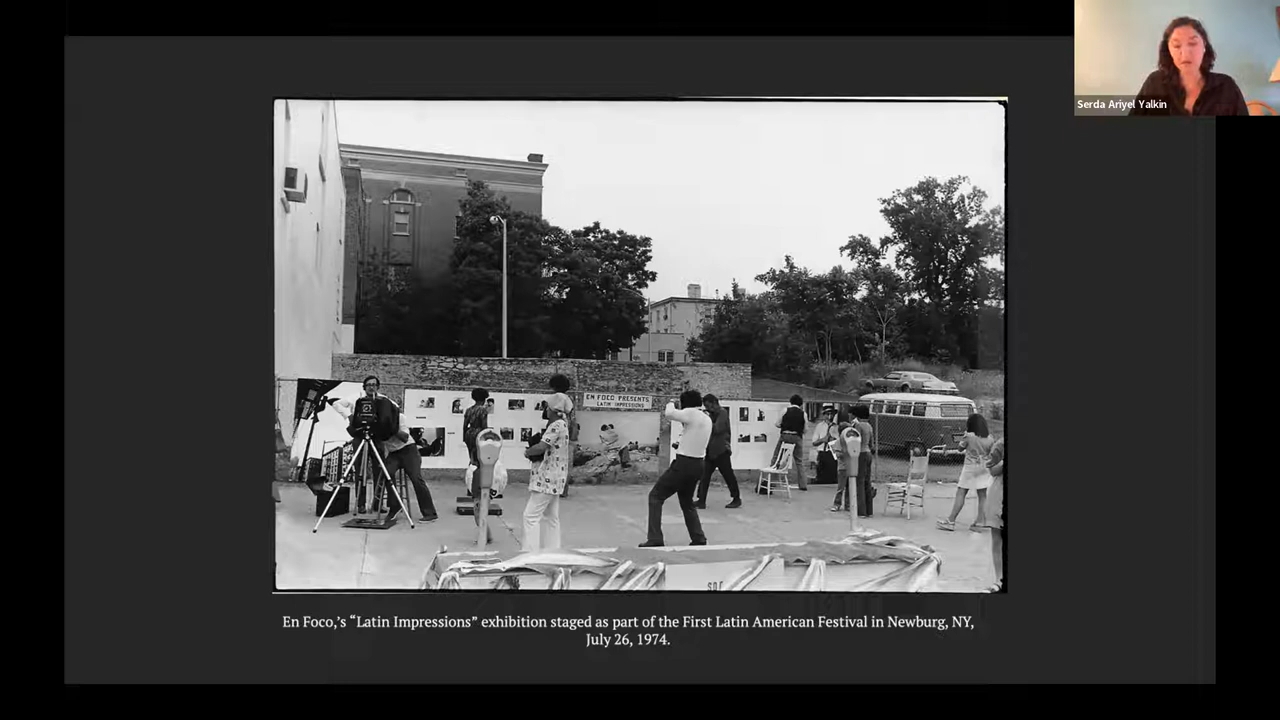 Serda Ariyel Yalkin
EN FOCO PRESENTS
LATIN IMPRESSIONS
En Foco,'s “Latin Impressions” exhibition staged as part of the First Latin American Festival in Newburg, NY,
July 26, 1974.